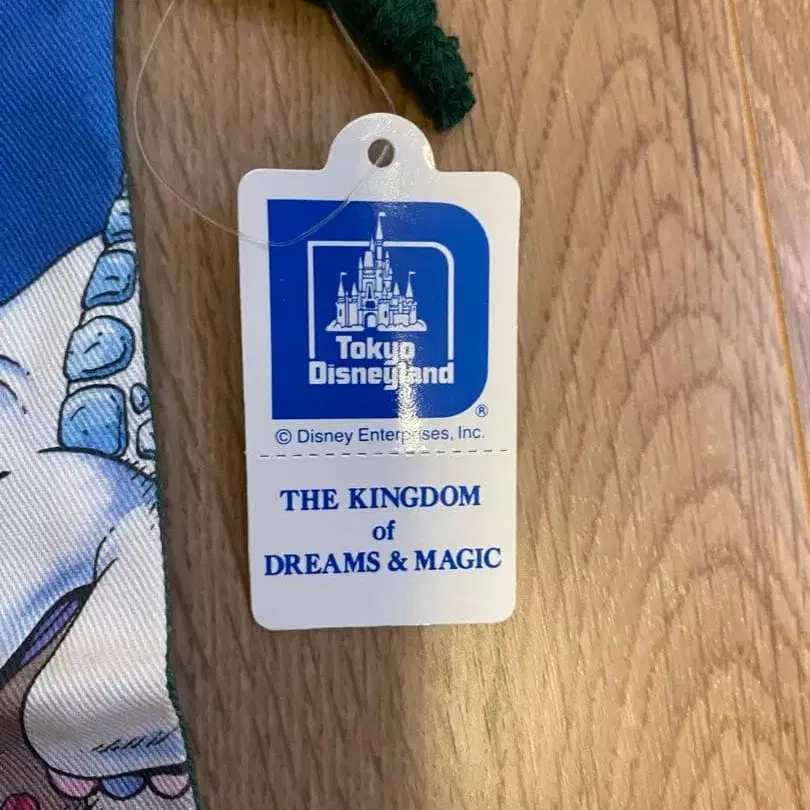 Tokyo
Disneyland
®
© Disney Enterprises, Inc.
THE KINGDOM
of
DREAMS & MAGIC